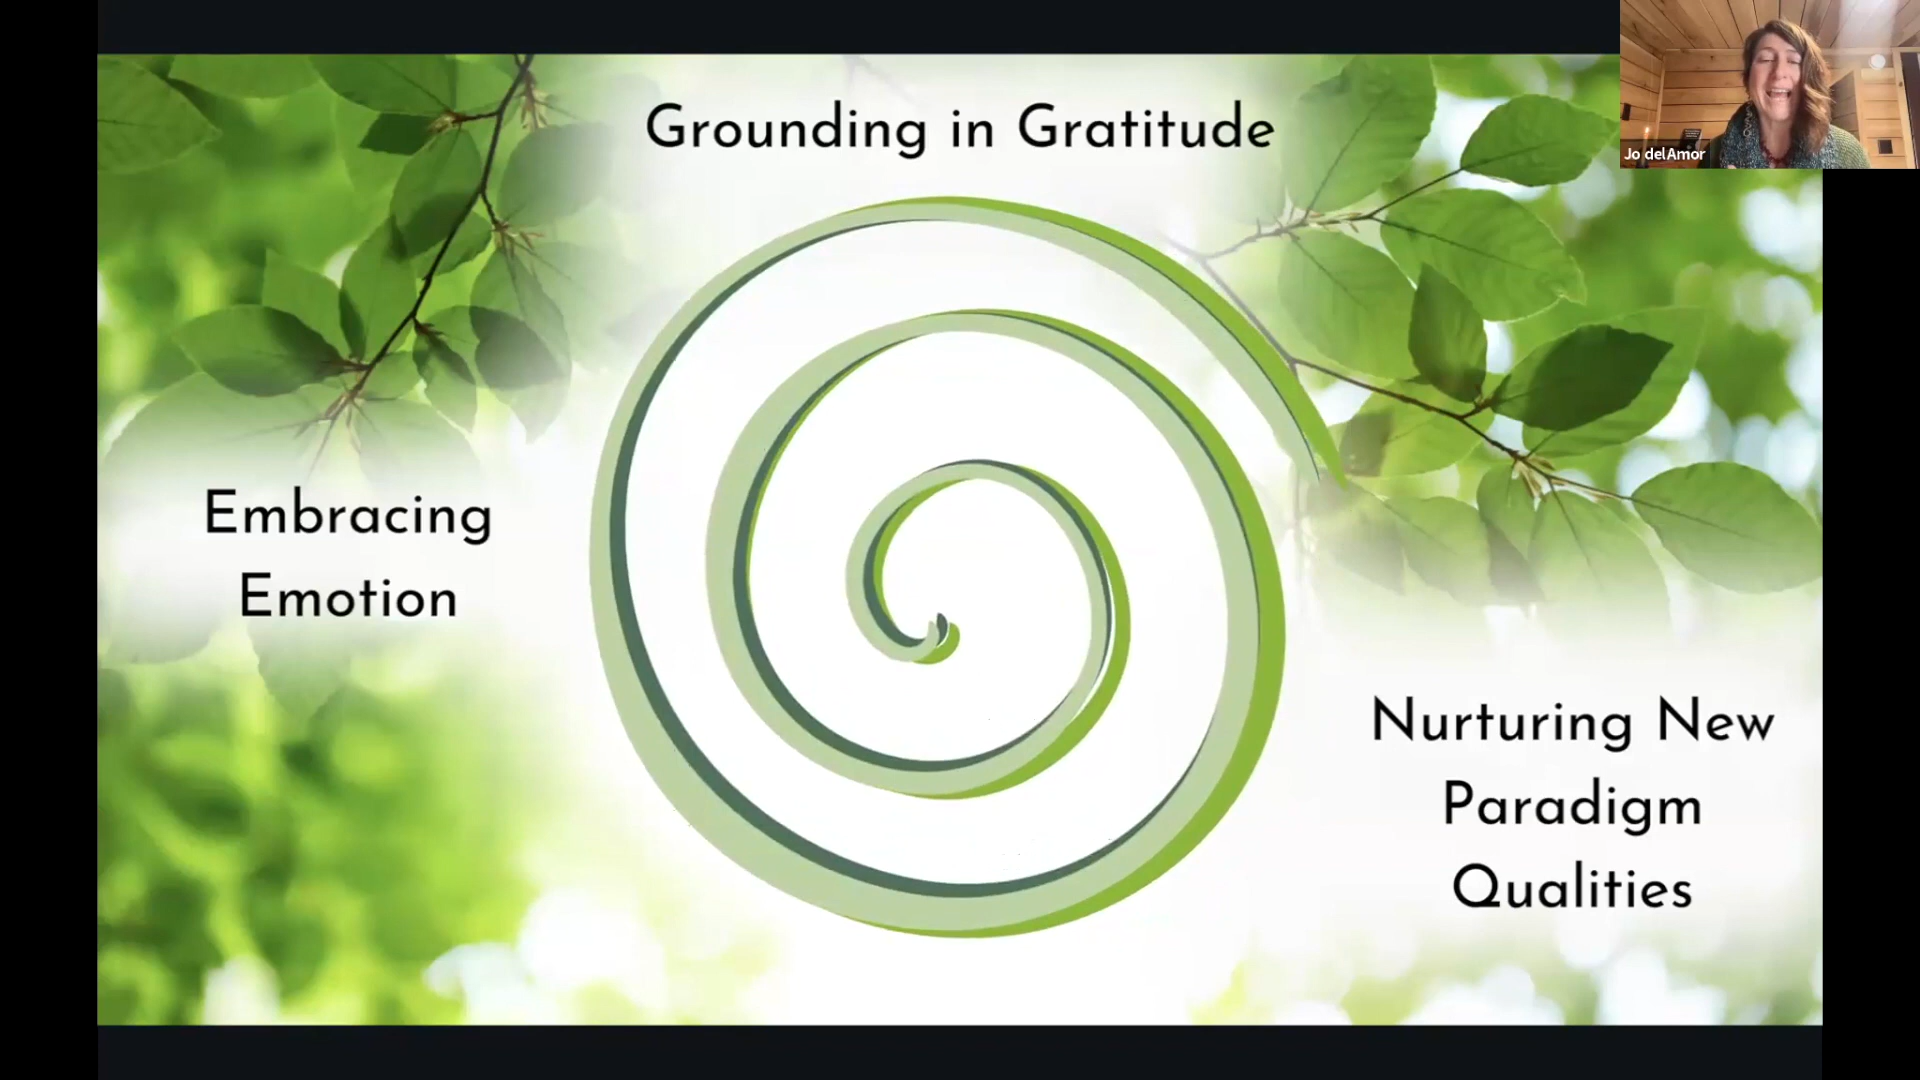 Grounding in Gratitude
Jo delAmor
Embracing
Emotion
Nurturing New
Paradigm
Qualities